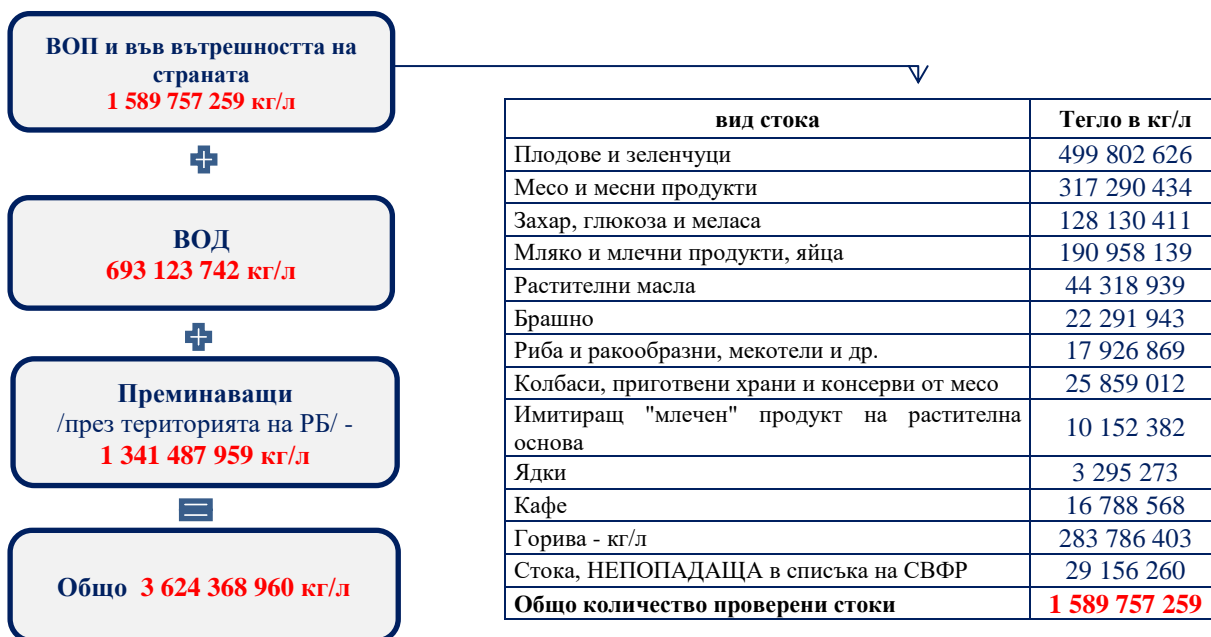 ВОП и във вътрешността на
страната
1 589 757 259 кг/л
ВОД
693 123 742 кг/л
Преминаващи
/през територията на РБ/ -
1 341 487 959 кг/л
Общо 3 624 368 960 кг/л
вид стока Тегло в кг/л
Плодове и зеленчуци 499 802 626
Месо и месни продукти 317 290 434
Захар, глюкоза и меласа 128 130 411
Мляко и млечни продукти, яйца 190 958 139
Растителни масла 44 318 939
Брашно 22 291 943
Риба и ракообразни, мекотели и др. 17 926 869
Колбаси, приготвени храни и консерви от месо 25 859 012
Имитиращ "млечен" продукт на растителна
основа 10 152 382
Ядки 3 295 273
Кафе 16 788 568
Горива - кг/л 283 786 403
Стока, НЕПОПАДАЩА в списъка на СВФР 29 156 260
Общо количество проверени стоки 1 589 757 259